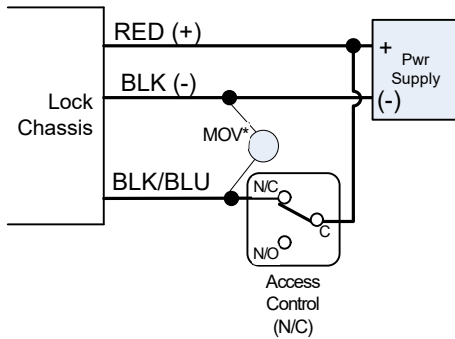 RED (+)
+
Pwr
Supply
BLK (-)
(-)
Lock
Chassis
MOV*
BLK/BLU
N/C
C
N/O
Access
Control
(N/C)